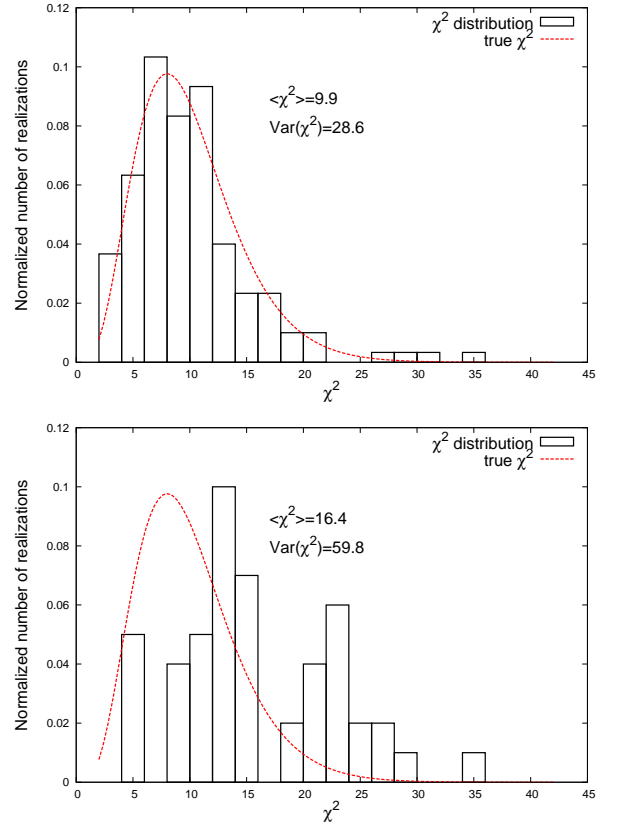 0.12
0.1
0.08
0.06
0.04
0.02
0
Normalized number of realizations
χ² distribution
true χ²
<χ²>=9.9
Var(χ²)=28.6
0 5 10 15 20 25 30 35 40 45
χ²
0.12
0.1
0.08
0.06
0.04
0.02
0
Normalized number of realizations
χ² distribution
true χ²
<χ²>=16.4
Var(χ²)=59.8
0 5 10 15 20 25 30 35 40 45
χ²